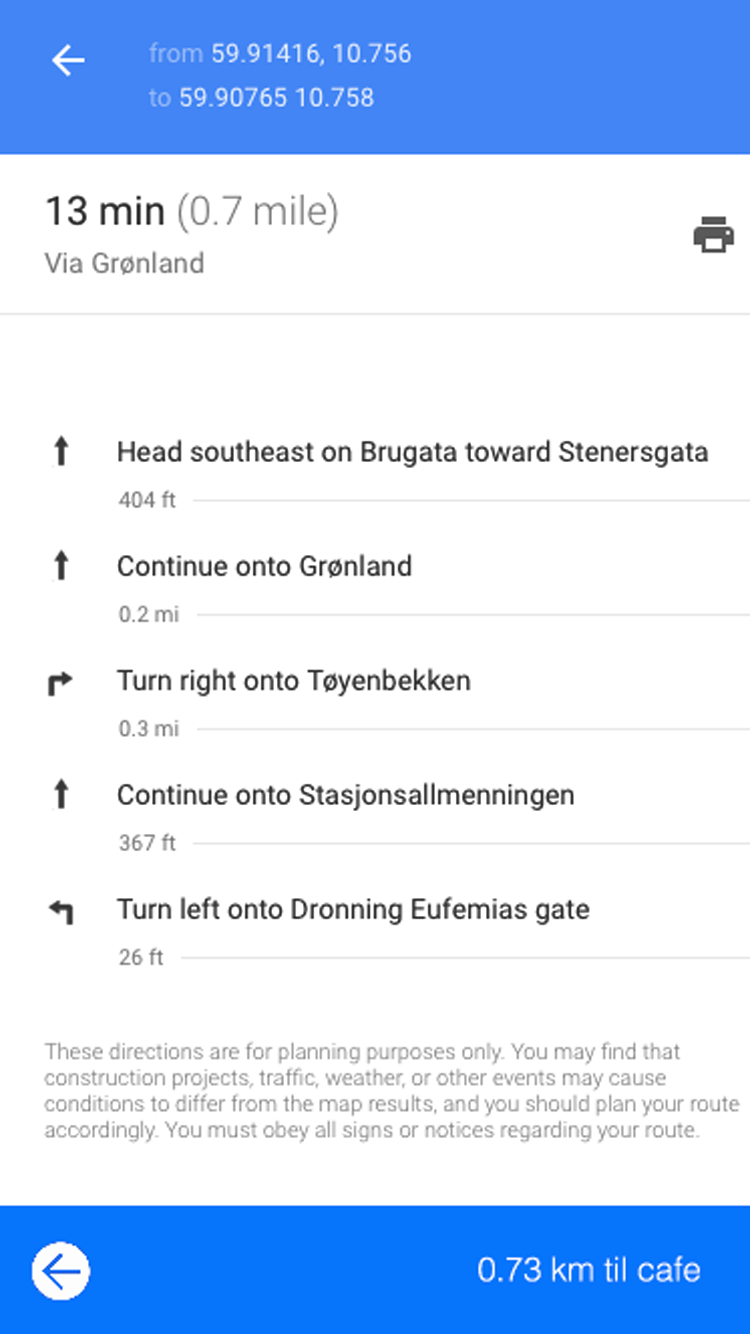 from 59.91416, 10.756
to 59.90765 10.758
13 min (0.7 mile)
Via Grønland
Head southeast on Brugata toward Stenersgata
404 ft
Continue onto Grønland
0.2 mi
Turn right onto Tøyenbekken
0.3 mi
Continue onto Stasjonsallmenningen
367 ft
Turn left onto Dronning Eufemias gate
26 ft
These directions are for planning purposes only. You may find that
construction projects, traffic, weather, or other events may cause
conditions to differ from the map results, and you should plan your route
accordingly. You must obey all signs or notices regarding your route.
0.73 km til cafe